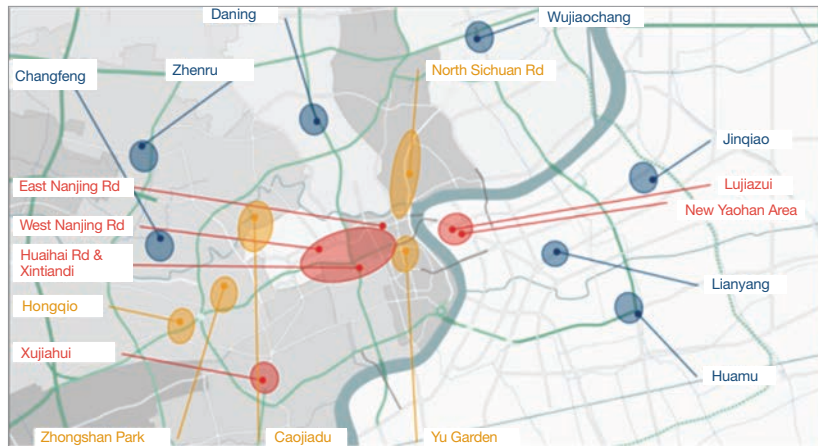 Daning
Wujiaochang
Changfeng
Zhenru
North Sichuan Rd
Jinqiao
East Nanjing Rd
Lujiazui
West Nanjing Rd
New Yaohan Area
Huaihai Rd &
Xintiandi
Lianyang
Hongqio
Xujiahui
Huamu
Zhongshan Park
Caojiadu
Yu Garden